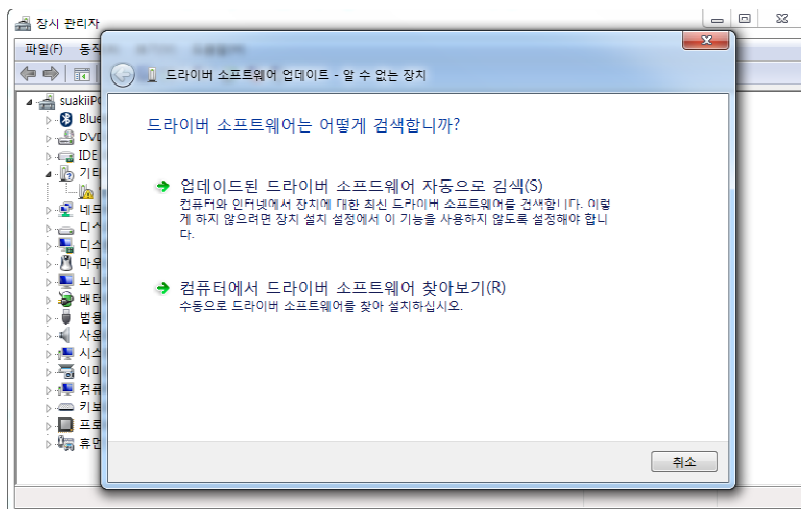 장치 관리자
파일(F)
드라이버 소프트웨어 업데이트 - 알 수 없는 장치
suakiiPC
드라이버 소프트웨어는 어떻게 검색합니까?
업데이트된 드라이버 소프트웨어 자동으로 검색(S)
컴퓨터와 인터넷에서 장치에 대한 최신 드라이버 소프트웨어를 검색합니다. 이렇
게 하지 않으려면 장치 설치 설정에서 이 기능을 사용하지 않도록 설정해야 합니
다.
컴퓨터에서 드라이버 소프트웨어 찾아보기(R)
수동으로 드라이버 소프트웨어를 찾아 설치하십시오.
DVD
IDE
취소